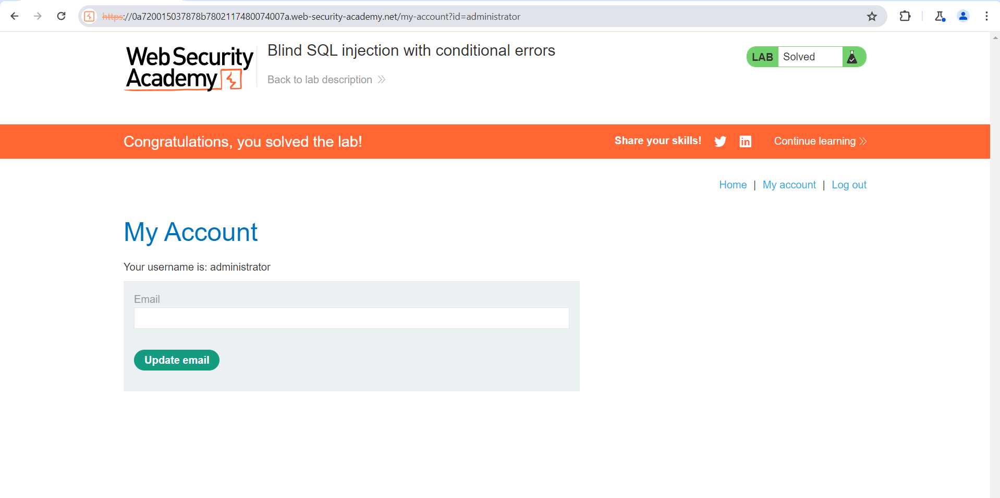 https://0a720015037878b7802117480074007a.web-security-academy.net/my-account?id=administrator
Web Security
Academy
Blind SQL injection with conditional errors
Back to lab description
LAB Solved
Congratulations, you solved the lab!
Share your skills!
Continue learning
Home | My account | Log out
My Account
Your username is: administrator
Email
Update email